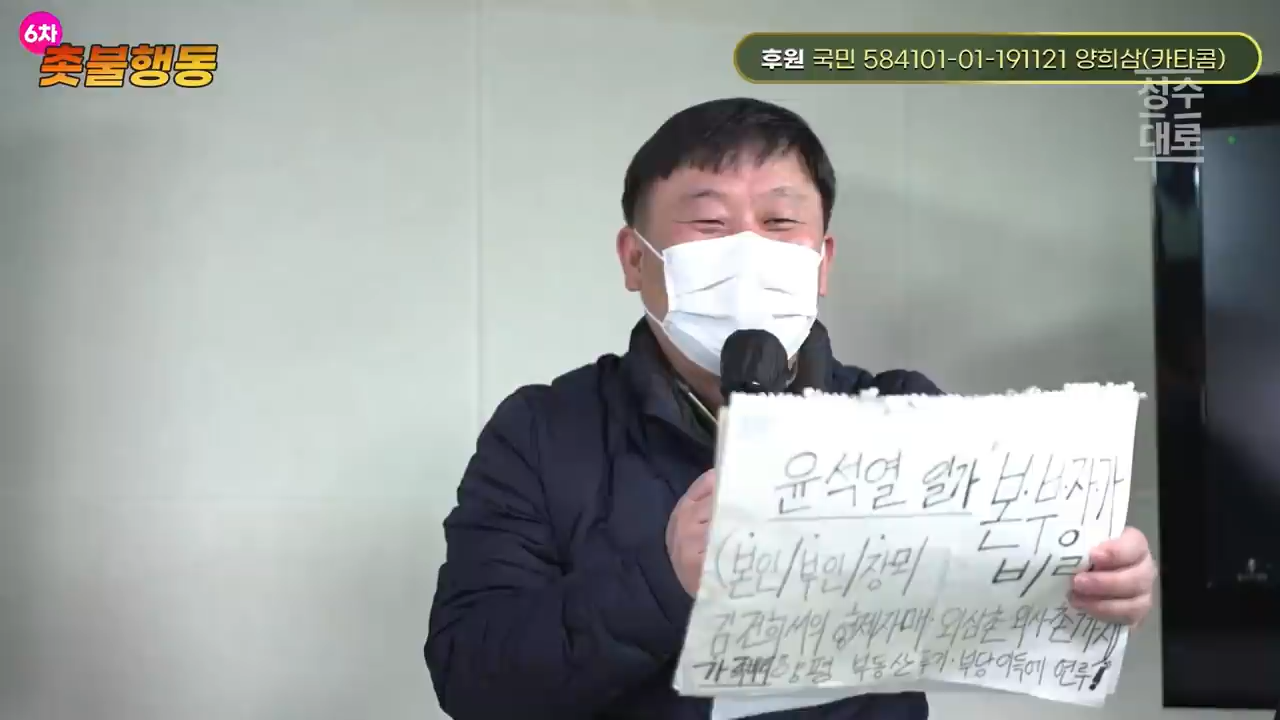 6차
촛불행동
후원 국민 584101-01-191121 양희삼(카타콤)
성수
대로
윤석열 일가 본·부·장·가
비/리
(본인/부인/장모/
김건희씨의 형제자매· 외삼촌 외사촌까지
양평 부동산투기·부당이득에 연루!